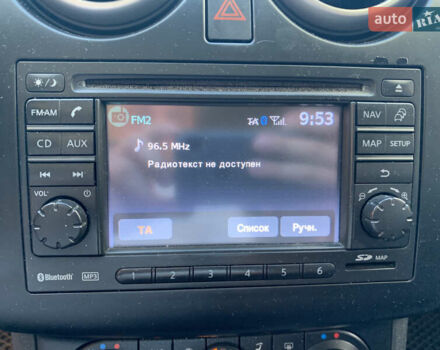 auto RIA
FM2 TA 9:53
FM•AM
CD AUX
VOL
NAV
MAP SETUP
96.5 MHz
Радиотекст не доступен
TA Список Ручн.
Bluetooth MP3 1 2 3 4 5 6 SD MAP